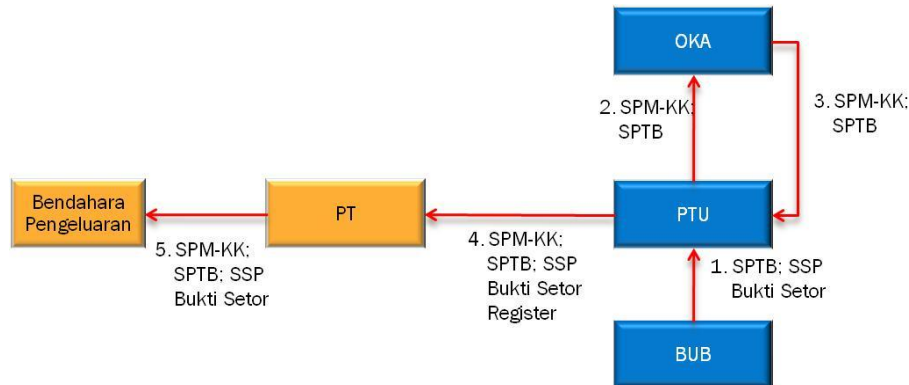 OKA
2. SPM-KK;
SPTB
3. SPM-KK;
SPTB
Bendahara
Pengeluaran
PT
PTU
5. SPM-KK;
SPTB; SSP
Bukti Setor
4. SPM-KK;
SPTB; SSP
Bukti Setor
Register
1. SPTB; SSP
Bukti Setor
BUB